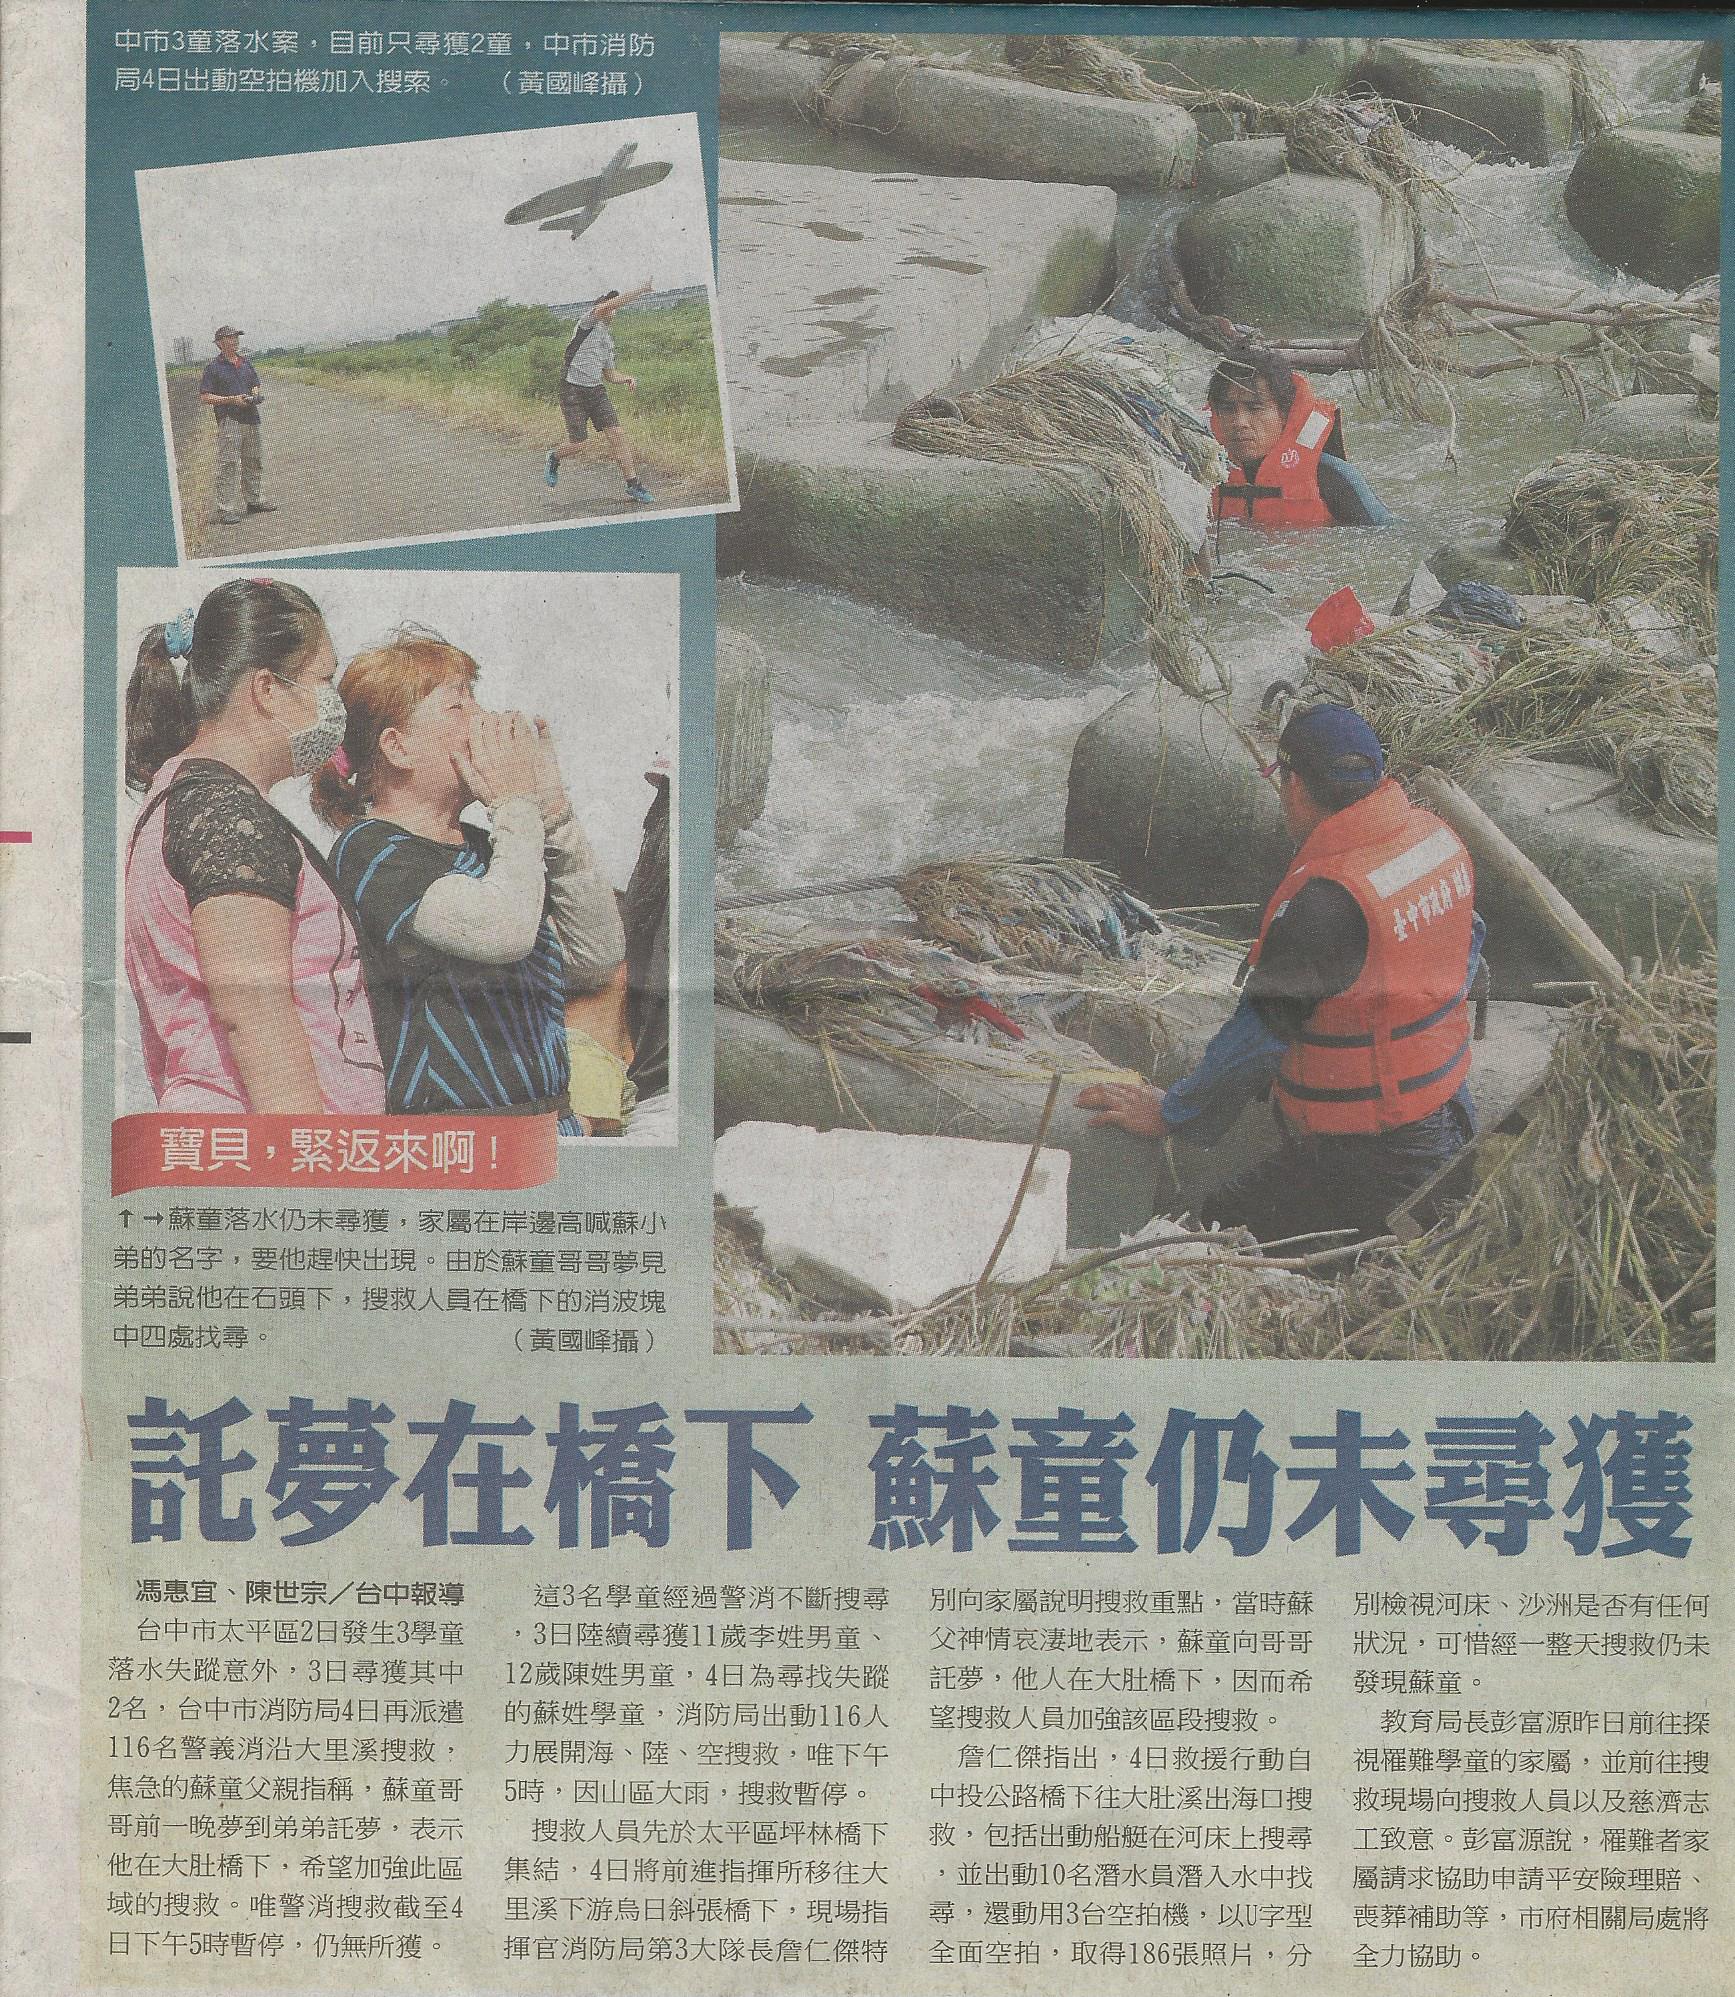 中市3童落水案，目前只尋獲2童，中市消防
局4日出動空拍機加入搜索。　（黃國峰攝）
臺中市政府
寶貝，緊返來啊！
↑→蘇童落水仍未尋獲，家屬在岸邊高喊蘇小
弟的名字，要他趕快出現。由於蘇童哥哥夢見
弟弟說他在石頭下，搜救人員在橋下的消波塊
中四處找尋。　（黃國峰攝）
託夢在橋下 蘇童仍未尋獲
馮惠宜、陳世宗／台中報導
台中市太平區2日發生3學童
落水失蹤意外，3日尋獲其中
2名，台中市消防局4日再派遣
116名警義消沿大里溪搜救，
焦急的蘇童父親指稱，蘇童哥
哥前一晚夢到弟弟託夢，表示
他在大肚橋下，希望加強此區
域的搜救。唯警消搜救截至4
日下午5時暫停，仍無所獲。
這3名學童經過警消不斷搜尋
，3日陸續尋獲11歲李姓男童、
12歲陳姓男童，4日為尋找失蹤
的蘇姓學童，消防局出動116人
力展開海、陸、空搜救，唯下午
5時，因山區大雨，搜救暫停。
搜救人員先於太平區坪林橋下
集結，4日將前進指揮所移往大
里溪下游烏日斜張橋下，現場指
揮官消防局第3大隊長詹仁傑特
別向家屬說明搜救重點，當時蘇
父神情哀淒地表示，蘇童向哥哥
託夢，他人在大肚橋下，因而希
望搜救人員加強該區段搜救。
詹仁傑指出，4日救援行動自
中投公路橋下往大肚溪出海口搜
救，包括出動船艇在河床上搜尋
，並出動10名潛水員潛入水中找
尋，還動用3台空拍機，以U字型
全面空拍，取得186張照片，分
別檢視河床、沙洲是否有任何
狀況，可惜經一整天搜救仍未
發現蘇童。
教育局長彭富源昨日前往探
視罹難學童的家屬，並前往搜
救現場向搜救人員以及慈濟志
工致意。彭富源說，罹難者家
屬請求協助申請平安險理賠、
喪葬補助等，市府相關局處將
全力協助。